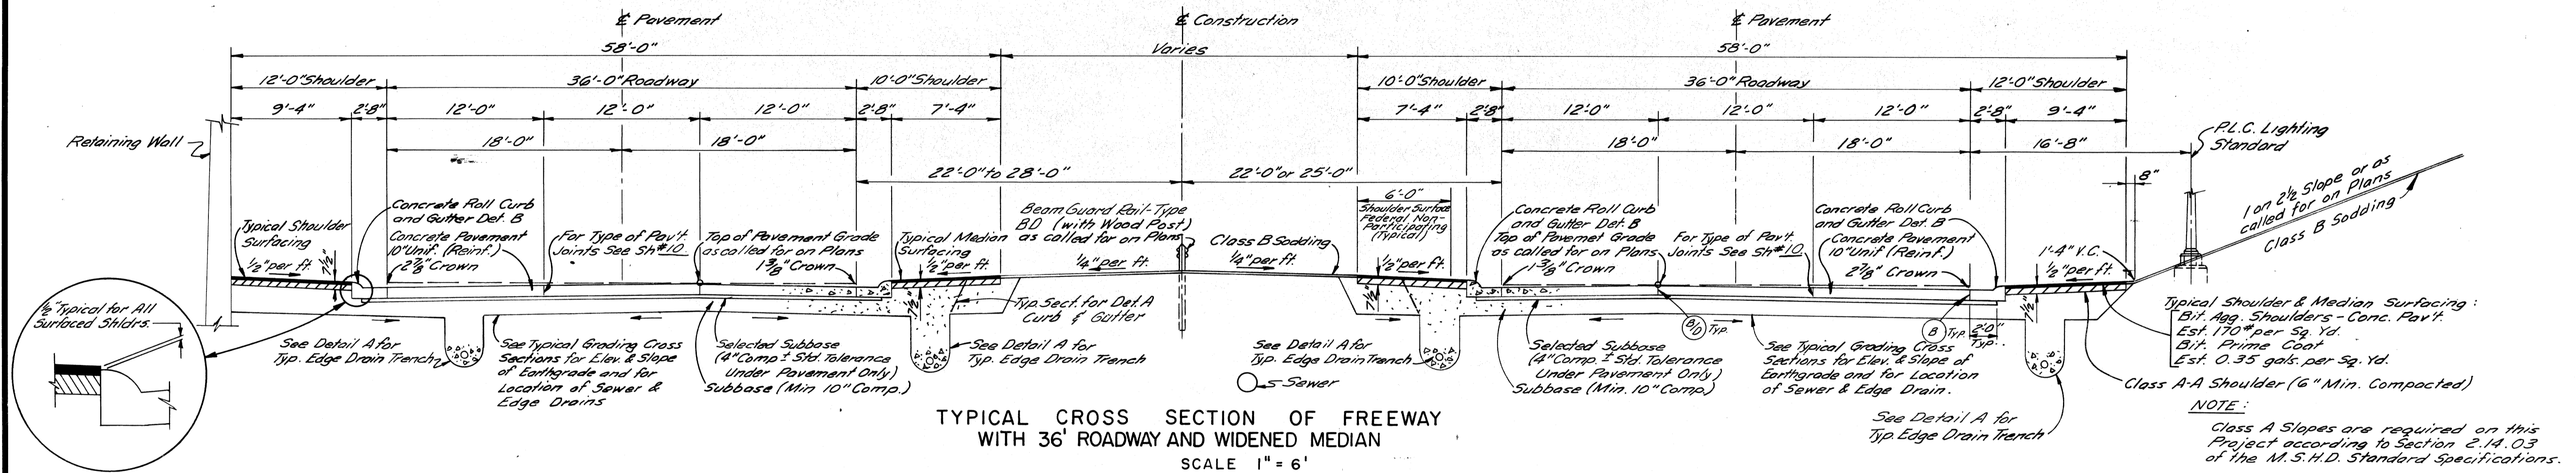 ℄ Pavement
℄ Construction
℄ Pavement
58'-0"
Varies
58'-0"
12'-0" Shoulder
36'-0" Roadway
10'-0" Shoulder
10'-0" Shoulder
36'-0" Roadway
12'-0" Shoulder
9'-4"
2'-8"
12'-0"
12'-0"
12'-0"
2'-8"
7'-4"
7'-4"
2'-8"
12'-0"
12'-0"
12'-0"
2'-8"
9'-4"
Retaining Wall
18'-0"
18'-0"
18'-0"
18'-0"
16'-8"
P.L.C. Lighting
Standard
22'-0" to 28'-0"
22'-0" or 25'-0"
8"
1 on 2½ Slope or as
called for on Plans
Class B Sodding
Typical Shoulder
Surfacing
½" per ft.
7½"
Concrete Roll Curb
and Gutter Det. B
Concrete Pavement
10" Unif. (Reinf.)
2⅞" Crown
For Type of Pav't.
Joints See Sh#10
Top of Pavement Grade
as called for on Plans
1⅜" Crown
Typical Median
Surfacing
½" per ft.
7½"
Beam Guard Rail-Type
BD (with Wood Post)
as called for on Plans
¼" per ft.
Class B Sodding
¼" per ft.
6'-0"
Shoulder Surface
Federal Non-
Participating
(Typical)
½" per ft.
7½"
Concrete Roll Curb
and Gutter Det. B
Top of Pavemet Grade
as called for on Plans
1⅜" Crown
For Type of Pav't.
Joints See Sh#10
Concrete Roll Curb
and Gutter Det. B
Concrete Pavement
10" Unif (Reinf.)
2⅞" Crown
1'-4" V.C.
½" per ft.
7½"
½" Typical for All
Surfaced Shldrs.
See Detail A for
Typ. Edge Drain Trench
See Typical Grading Cross
Sections for Elev. & Slope
of Earthgrade and for
Location of Sewer &
Edge Drains
Selected Subbase
(4" Comp ± Std. Tolerance
Under Pavement Only)
Subbase (Min 10" Comp.)
Typ. Sect. for Det. A
Curb & Gutter
See Detail A for
Typ. Edge Drain Trench
See Detail A for
Typ. Edge Drain Trench
Sewer
Selected Subbase
(4" Comp. ± Std. Tolerance
Under Pavement Only)
Subbase (Min. 10" Comp)
B/D Typ.
See Typical Grading Cross
Sections for Elev. & Slope of
Earthgrade and for Location
of Sewer & Edge Drain.
B Typ.
2'-0"
Typ.
See Detail A for
Typ. Edge Drain Trench
Typical Shoulder & Median Surfacing:
Bit. Agg. Shoulders - Conc. Pav't.
Est. 170# per Sq. Yd.
Bit. Prime Coat
Est. 0.35 gals. per Sq. Yd.
Class A-A Shoulder (6" Min. Compacted)
NOTE:
Class A Slopes are required on this
Project according to Section 2.14.03
of the M.S.H.D. Standard Specifications.
TYPICAL CROSS SECTION OF FREEWAY
WITH 36' ROADWAY AND WIDENED MEDIAN
SCALE 1" = 6'